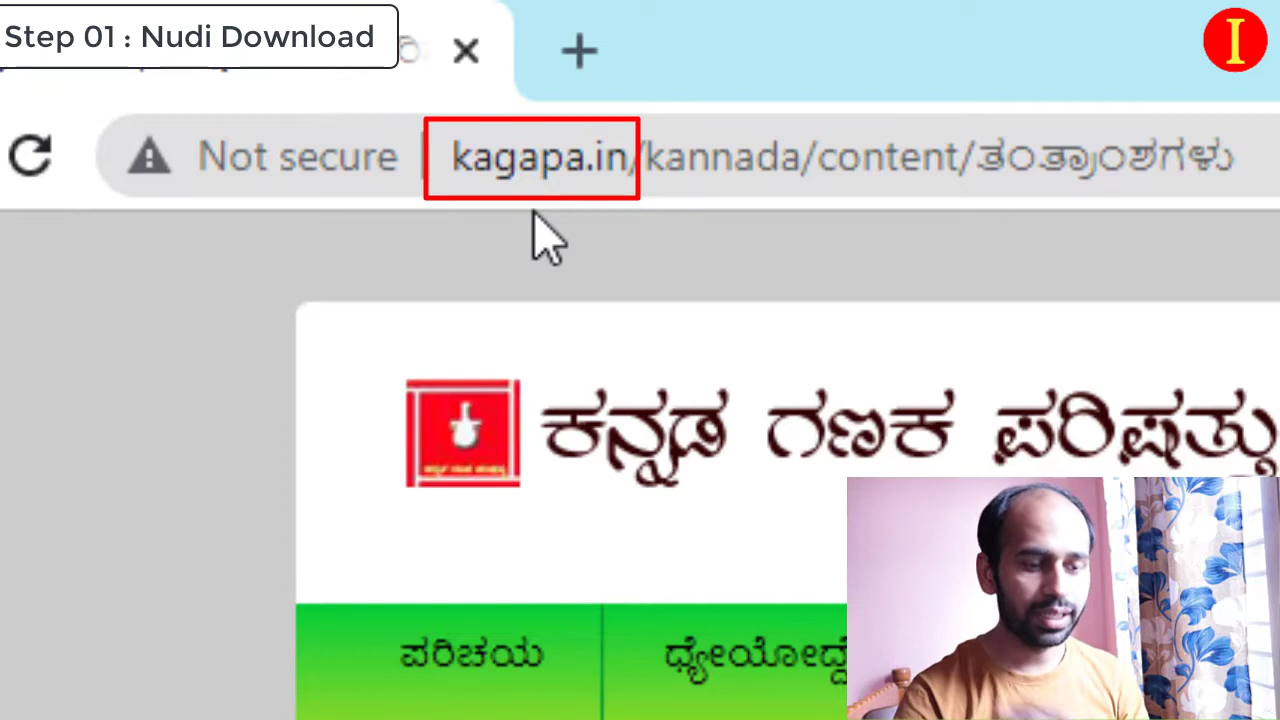 Step 01 : Nudi Download
I
Not secure
kagapa.in/kannada/content/ತಂತ್ರಾಂಶಗಳು
ಕನ್ನಡ ಗಣಕ ಪರಿಷತ್ತು
ಪರಿಚಯ